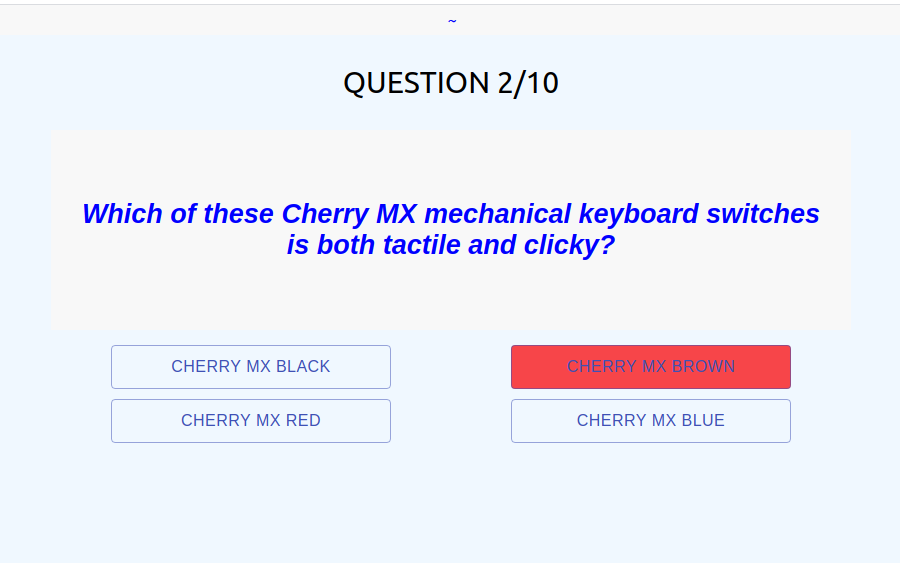 ~
QUESTION 2/10
Which of these Cherry MX mechanical keyboard switches
is both tactile and clicky?
CHERRY MX BLACK
CHERRY MX BROWN
CHERRY MX RED
CHERRY MX BLUE